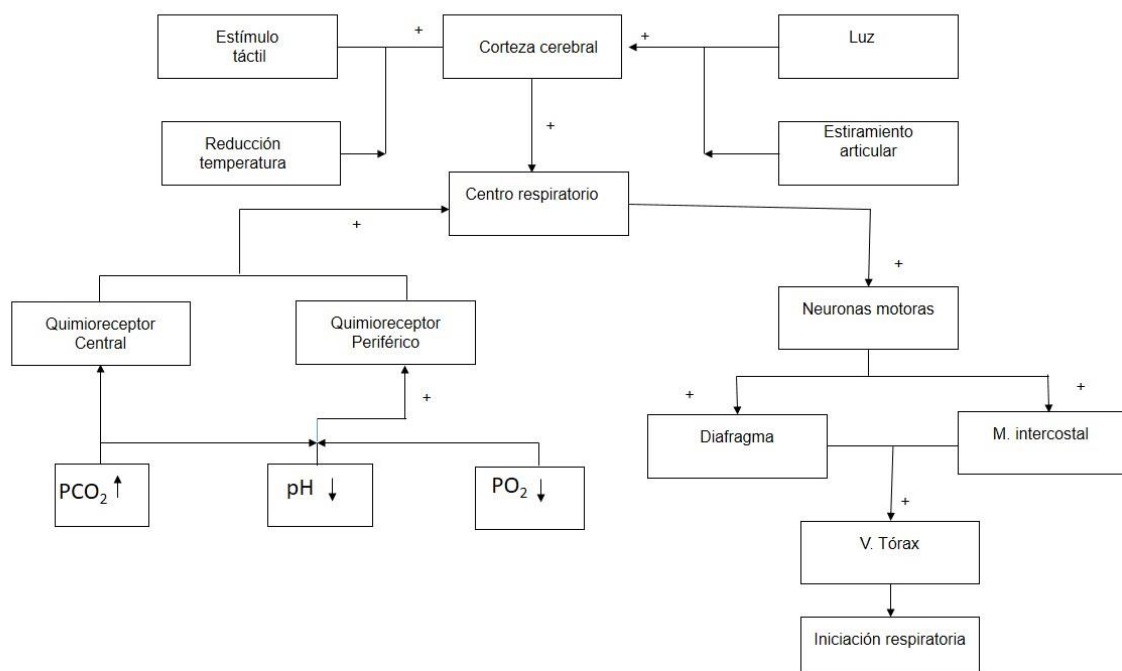 Estímulo
táctil
+
Corteza cerebral
+
Luz
Reducción
temperatura
+
Estiramiento
articular
Centro respiratorio
+
+
Quimioreceptor
Central
Quimioreceptor
Periférico
Neuronas motoras
+
+
+
Diafragma
M. intercostal
PCO₂ ↑
pH ↓
PO₂ ↓
+
V. Tórax
Iniciación respiratoria